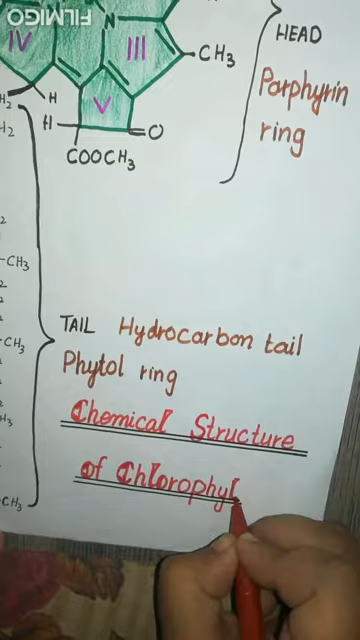 FILMIGO
IV
N
III
HEAD
CH₃
Porphyrin
ring
V
H
H
O
COOCH₃
CH₃
TAIL Hydrocarbon tail
CH₃
Phytol ring
Chemical Structure
of Chlorophyl
CH₃